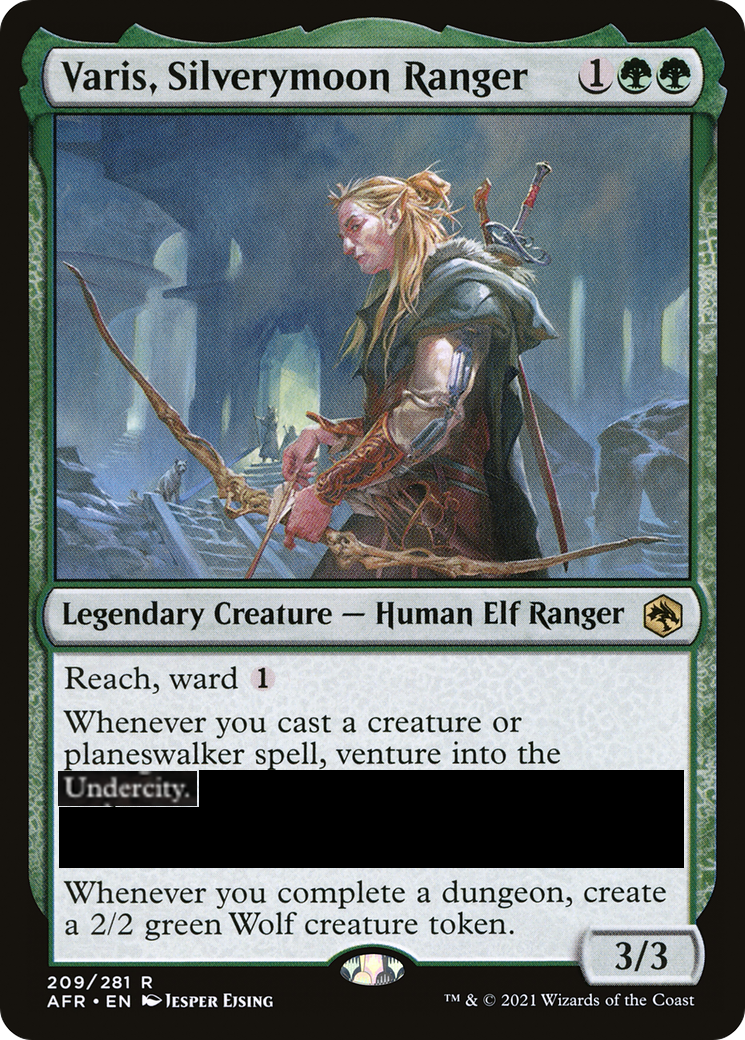 Varis, Silverymoon Ranger 1
Legendary Creature — Human Elf Ranger
Reach, ward 1
Whenever you cast a creature or
planeswalker spell, venture into the
Undercity.
Whenever you complete a dungeon, create
a 2/2 green Wolf creature token.
3/3
209/281 R
AFR • EN Jesper Ejsing
™ & © 2021 Wizards of the Coast